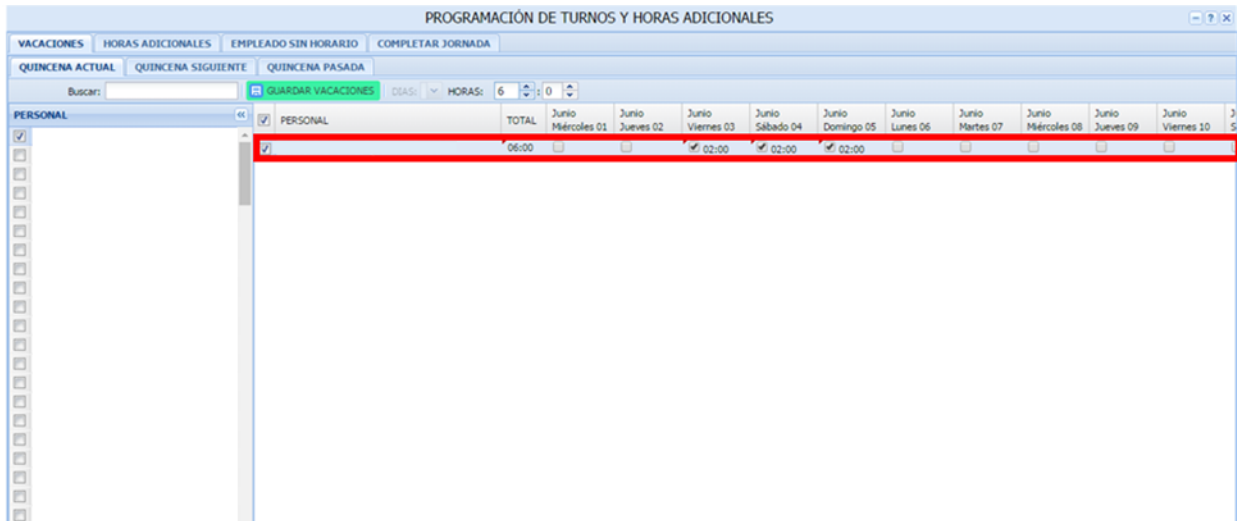 PROGRAMACIÓN DE TURNOS Y HORAS ADICIONALES
VACACIONES HORAS ADICIONALES EMPLEADO SIN HORARIO COMPLETAR JORNADA
QUINCENA ACTUAL QUINCENA SIGUIENTE QUINCENA PASADA
Buscar: GUARDAR VACACIONES DIAS: HORAS: 6 : 0
PERSONAL PERSONAL TOTAL Junio Miércoles 01 Junio Jueves 02 Junio Viernes 03 Junio Sábado 04 Junio Domingo 05 Junio Lunes 06 Junio Martes 07 Junio Miércoles 08 Junio Jueves 09 Junio Viernes 10
06:00 02:00 02:00 02:00